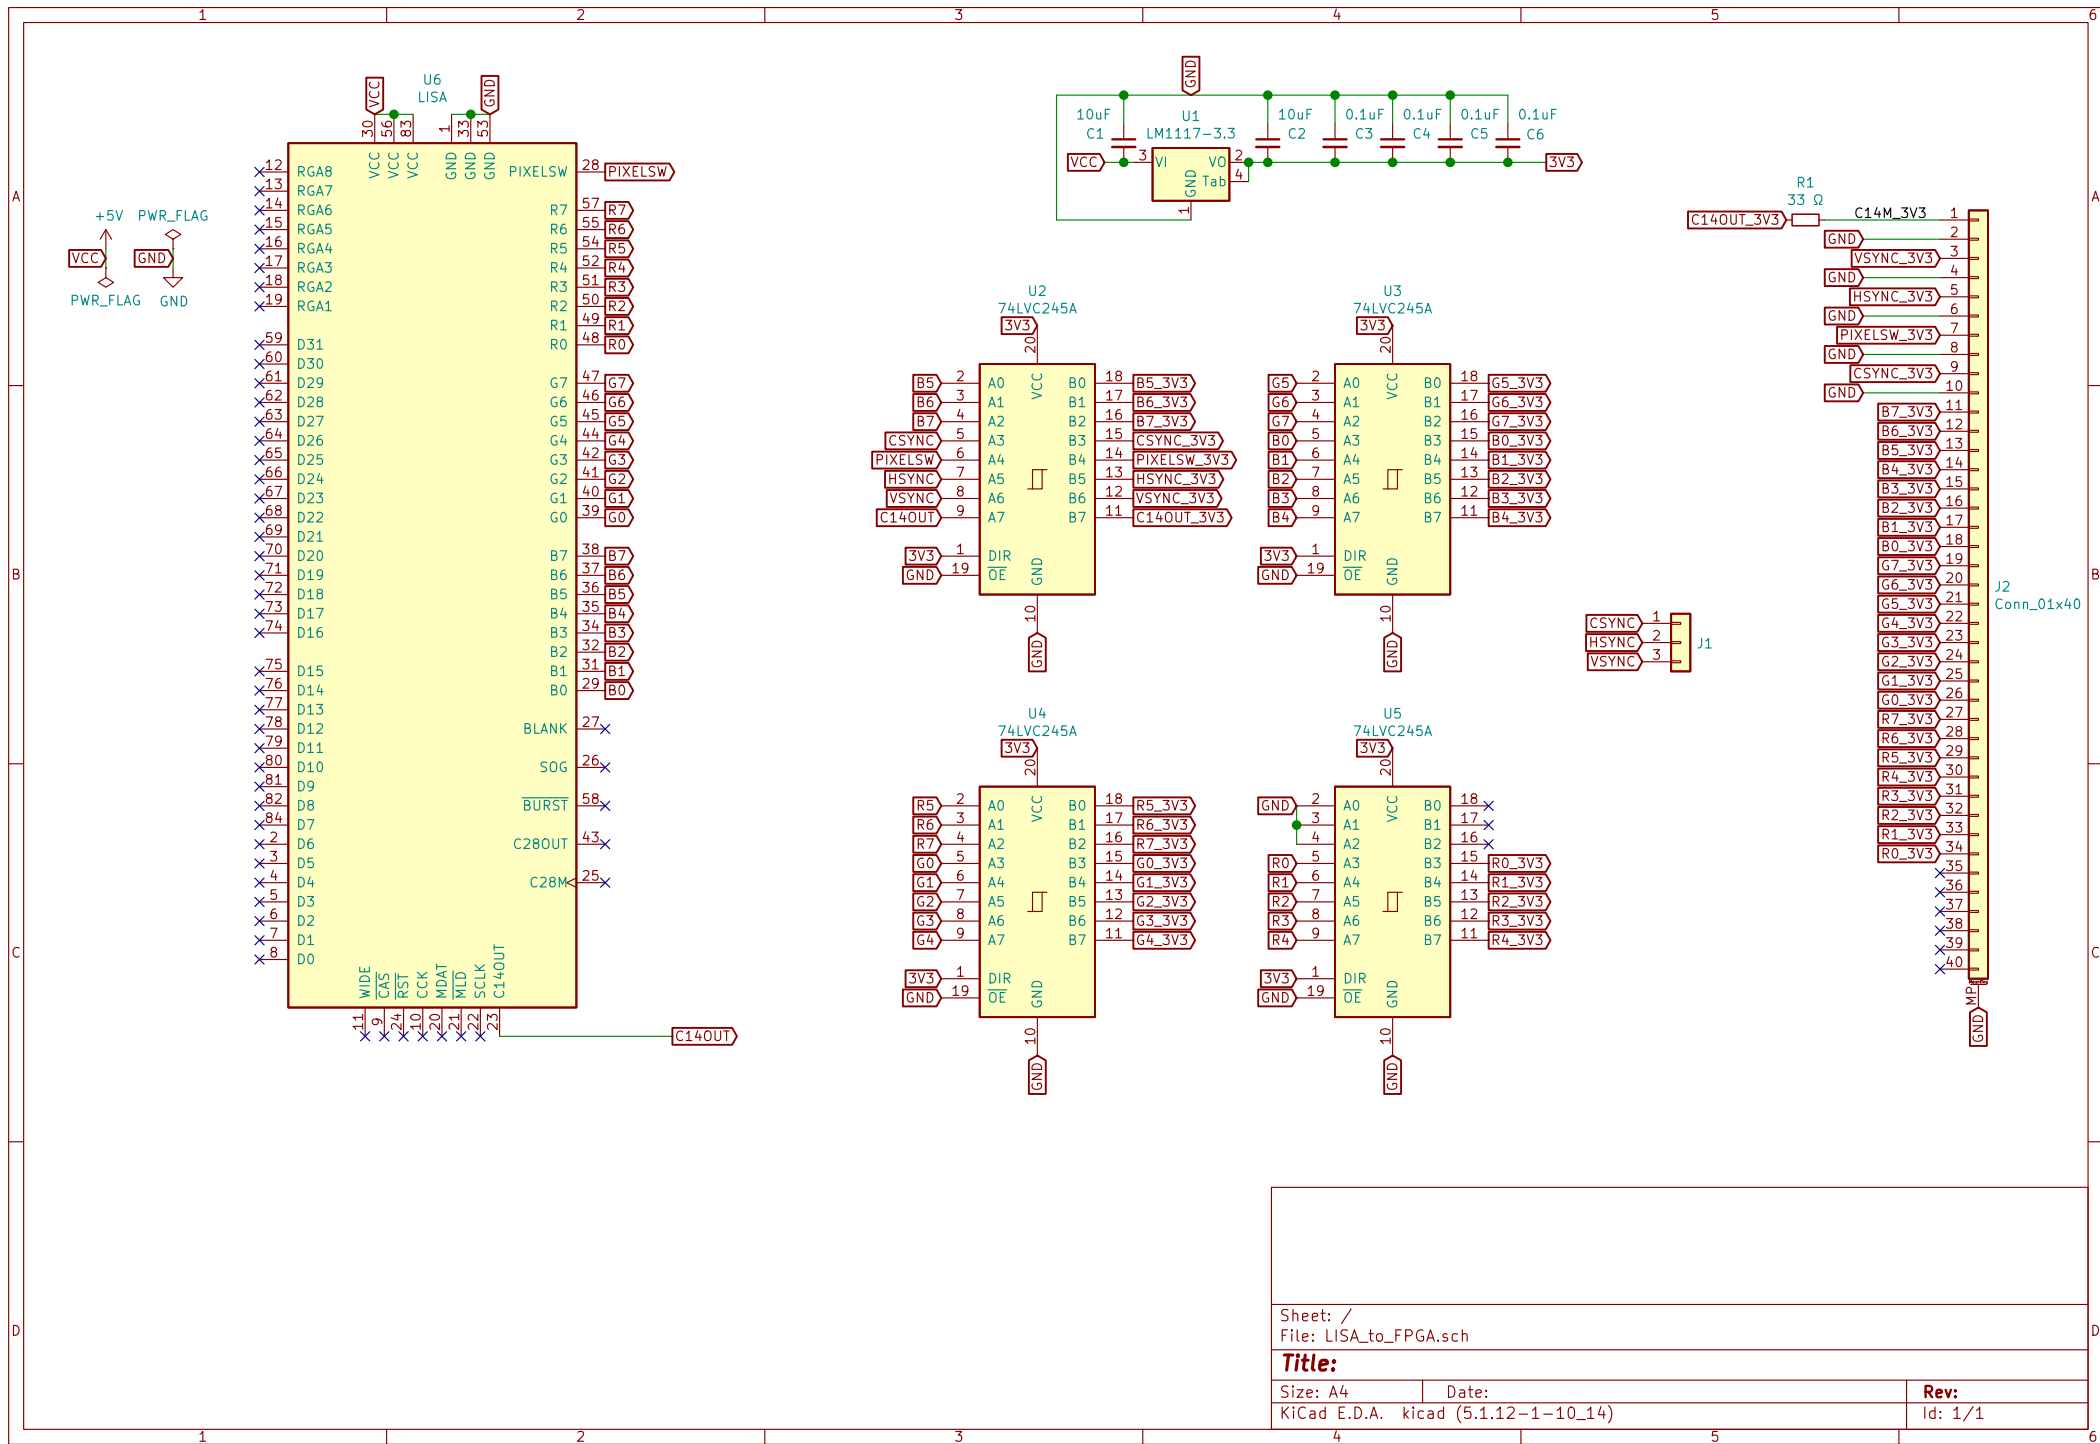 1 2 3 4 5 6
A B C D
U6
LISA
VCC
GND
30 VCC
56 VCC
83 VCC
1 GND
33 GND
53 GND
12 RGA8
13 RGA7
14 RGA6
15 RGA5
16 RGA4
17 RGA3
18 RGA2
19 RGA1
59 D31
60 D30
61 D29
62 D28
63 D27
64 D26
65 D25
66 D24
67 D23
68 D22
69 D21
70 D20
71 D19
72 D18
73 D17
74 D16
75 D15
76 D14
77 D13
78 D12
79 D11
80 D10
81 D9
82 D8
84 D7
2 D6
3 D5
4 D4
5 D3
6 D2
7 D1
8 D0
PIXELSW 28 PIXELSW
R7 57 R7
R6 55 R6
R5 54 R5
R4 52 R4
R3 51 R3
R2 50 R2
R1 49 R1
R0 48 R0
G7 47 G7
G6 46 G6
G5 45 G5
G4 44 G4
G3 42 G3
G2 41 G2
G1 40 G1
G0 39 G0
B7 38 B7
B6 37 B6
B5 36 B5
B4 35 B4
B3 34 B3
B2 32 B2
B1 31 B1
B0 29 B0
BLANK 27
SOG 26
BURST 58
C28OUT 43
C28M 25
WIDE 11
CAS 9
RST 24
CCK 10
MDAT 20
MLD 21
SCLK 22
C14OUT 23
C14OUT
+5V PWR_FLAG
VCC GND
PWR_FLAG GND
GND
10uF
C1
U1
LM1117-3.3
10uF
C2
0.1uF
C3
0.1uF
C4
0.1uF
C5
0.1uF
C6
VCC 3 VI VO 2 3V3
Tab 4
GND 1
U2
74LVC245A
3V3
20 VCC
B5 2 A0 B0 18 B5_3V3
B6 3 A1 B1 17 B6_3V3
B7 4 A2 B2 16 B7_3V3
CSYNC 5 A3 B3 15 CSYNC_3V3
PIXELSW 6 A4 B4 14 PIXELSW_3V3
HSYNC 7 A5 B5 13 HSYNC_3V3
VSYNC 8 A6 B6 12 VSYNC_3V3
C14OUT 9 A7 B7 11 C14OUT_3V3
3V3 1 DIR
GND 19 OE
GND 10
GND
U3
74LVC245A
3V3
20 VCC
G5 2 A0 B0 18 G5_3V3
G6 3 A1 B1 17 G6_3V3
G7 4 A2 B2 16 G7_3V3
B0 5 A3 B3 15 B0_3V3
B1 6 A4 B4 14 B1_3V3
B2 7 A5 B5 13 B2_3V3
B3 8 A6 B6 12 B3_3V3
B4 9 A7 B7 11 B4_3V3
3V3 1 DIR
GND 19 OE
GND 10
GND
U4
74LVC245A
3V3
20 VCC
R5 2 A0 B0 18 R5_3V3
R6 3 A1 B1 17 R6_3V3
R7 4 A2 B2 16 R7_3V3
G0 5 A3 B3 15 G0_3V3
G1 6 A4 B4 14 G1_3V3
G2 7 A5 B5 13 G2_3V3
G3 8 A6 B6 12 G3_3V3
G4 9 A7 B7 11 G4_3V3
3V3 1 DIR
GND 19 OE
GND 10
GND
U5
74LVC245A
3V3
20 VCC
GND 2 A0 B0 18
3 A1 B1 17
4 A2 B2 16
R0 5 A3 B3 15 R0_3V3
R1 6 A4 B4 14 R1_3V3
R2 7 A5 B5 13 R2_3V3
R3 8 A6 B6 12 R3_3V3
R4 9 A7 B7 11 R4_3V3
3V3 1 DIR
GND 19 OE
GND 10
GND
CSYNC 1
HSYNC 2
VSYNC 3
J1
R1
33 Ω
C14OUT_3V3 C14M_3V3 1
GND 2
VSYNC_3V3 3
GND 4
HSYNC_3V3 5
GND 6
PIXELSW_3V3 7
GND 8
CSYNC_3V3 9
GND 10
B7_3V3 11
B6_3V3 12
B5_3V3 13
B4_3V3 14
B3_3V3 15
B2_3V3 16
B1_3V3 17
B0_3V3 18
G7_3V3 19
G6_3V3 20
G5_3V3 21
G4_3V3 22
G3_3V3 23
G2_3V3 24
G1_3V3 25
G0_3V3 26
R7_3V3 27
R6_3V3 28
R5_3V3 29
R4_3V3 30
R3_3V3 31
R2_3V3 32
R1_3V3 33
R0_3V3 34
35
36
37
38
39
40
MP
GND
J2
Conn_01x40
Sheet: /
File: LISA_to_FPGA.sch
Title:
Size: A4 Date: Rev:
KiCad E.D.A. kicad (5.1.12-1-10_14) Id: 1/1
A B C D
1 2 3 4 5 6